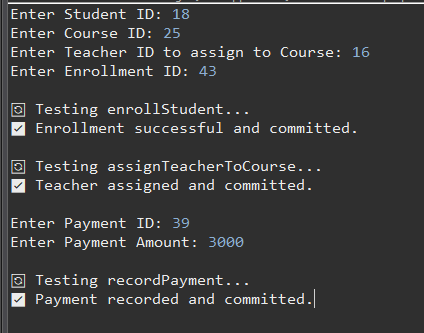 Enter Student ID: 18
Enter Course ID: 25
Enter Teacher ID to assign to Course: 16
Enter Enrollment ID: 43
🔄 Testing enrollStudent...
✅ Enrollment successful and committed.
🔄 Testing assignTeacherToCourse...
✅ Teacher assigned and committed.
Enter Payment ID: 39
Enter Payment Amount: 3000
🔄 Testing recordPayment...
✅ Payment recorded and committed.